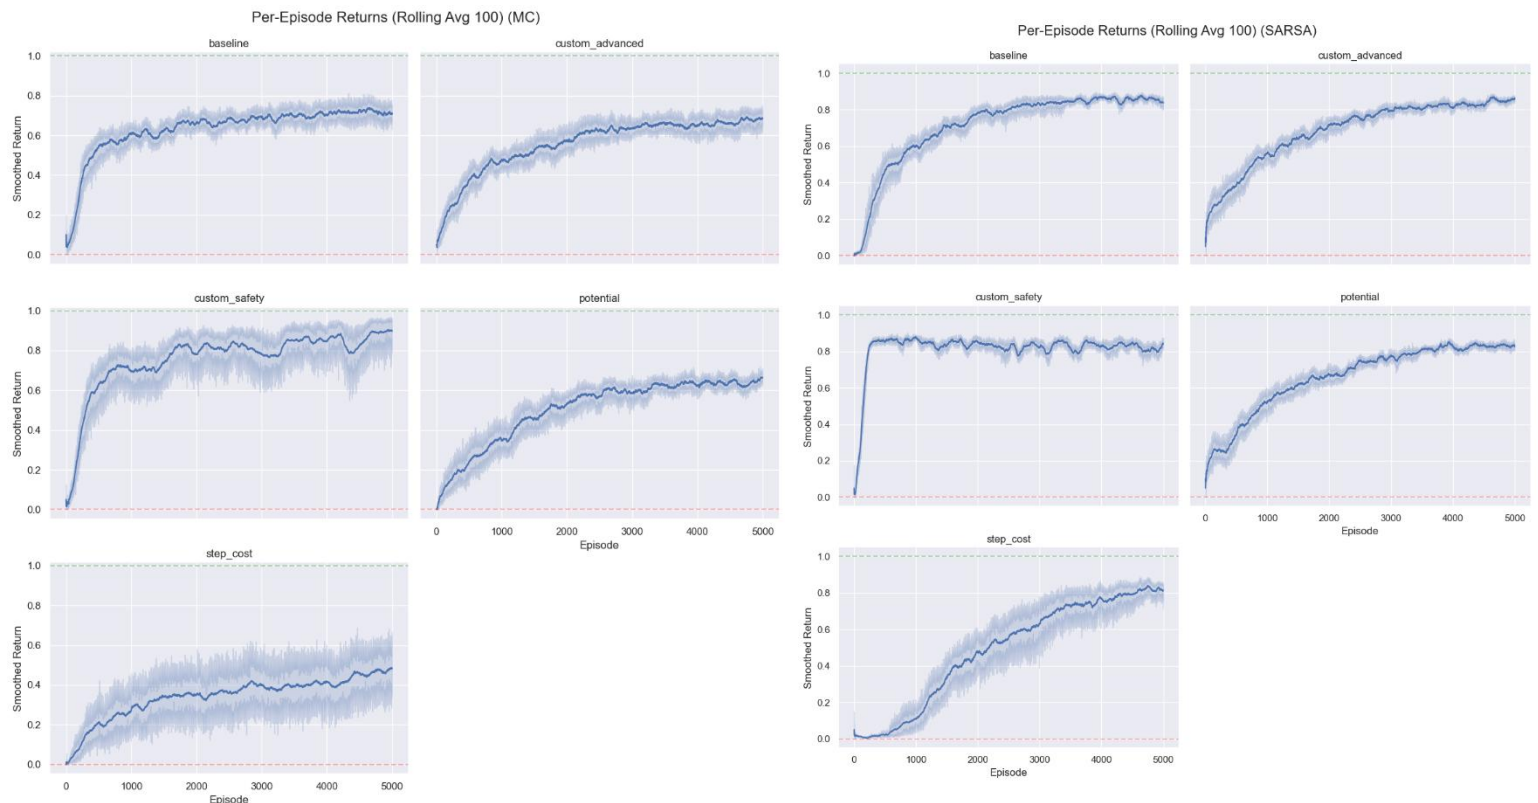 Per-Episode Returns (Rolling Avg 100) (MC)
baseline
custom_advanced
1.0
0.8
0.6
0.4
0.2
0.0
Smoothed Return
custom_safety
potential
1.0
0.8
0.6
0.4
0.2
0.0
Smoothed Return
0 1000 2000 3000 4000 5000
Episode
step_cost
1.0
0.8
0.6
0.4
0.2
0.0
Smoothed Return
0 1000 2000 3000 4000 5000
Episode
Per-Episode Returns (Rolling Avg 100) (SARSA)
baseline
custom_advanced
1.0
0.8
0.6
0.4
0.2
0.0
Smoothed Return
custom_safety
potential
1.0
0.8
0.6
0.4
0.2
0.0
Smoothed Return
0 1000 2000 3000 4000 5000
Episode
step_cost
1.0
0.8
0.6
0.4
0.2
0.0
Smoothed Return
0 1000 2000 3000 4000 5000
Episode